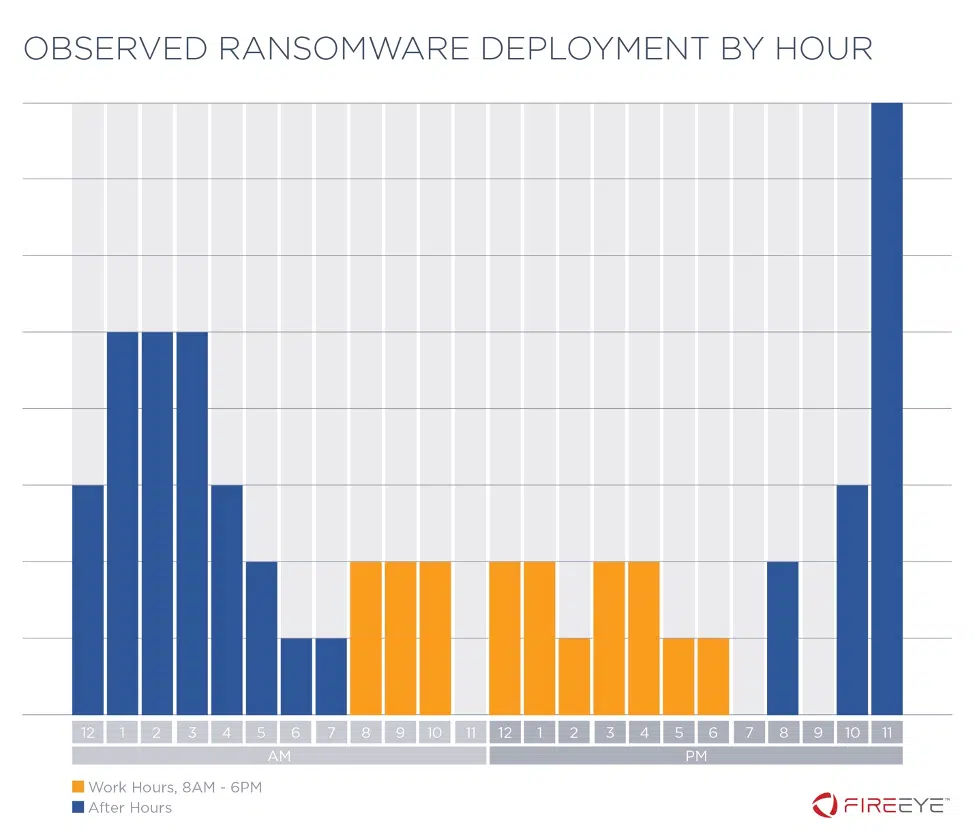 OBSERVED RANSOMWARE DEPLOYMENT BY HOUR
12 1 2 3 4 5 6 7 8 9 10 11 12 1 2 3 4 5 6 7 8 9 10 11
AM PM
Work Hours, 8AM - 6PM
After Hours
FIREEYE™